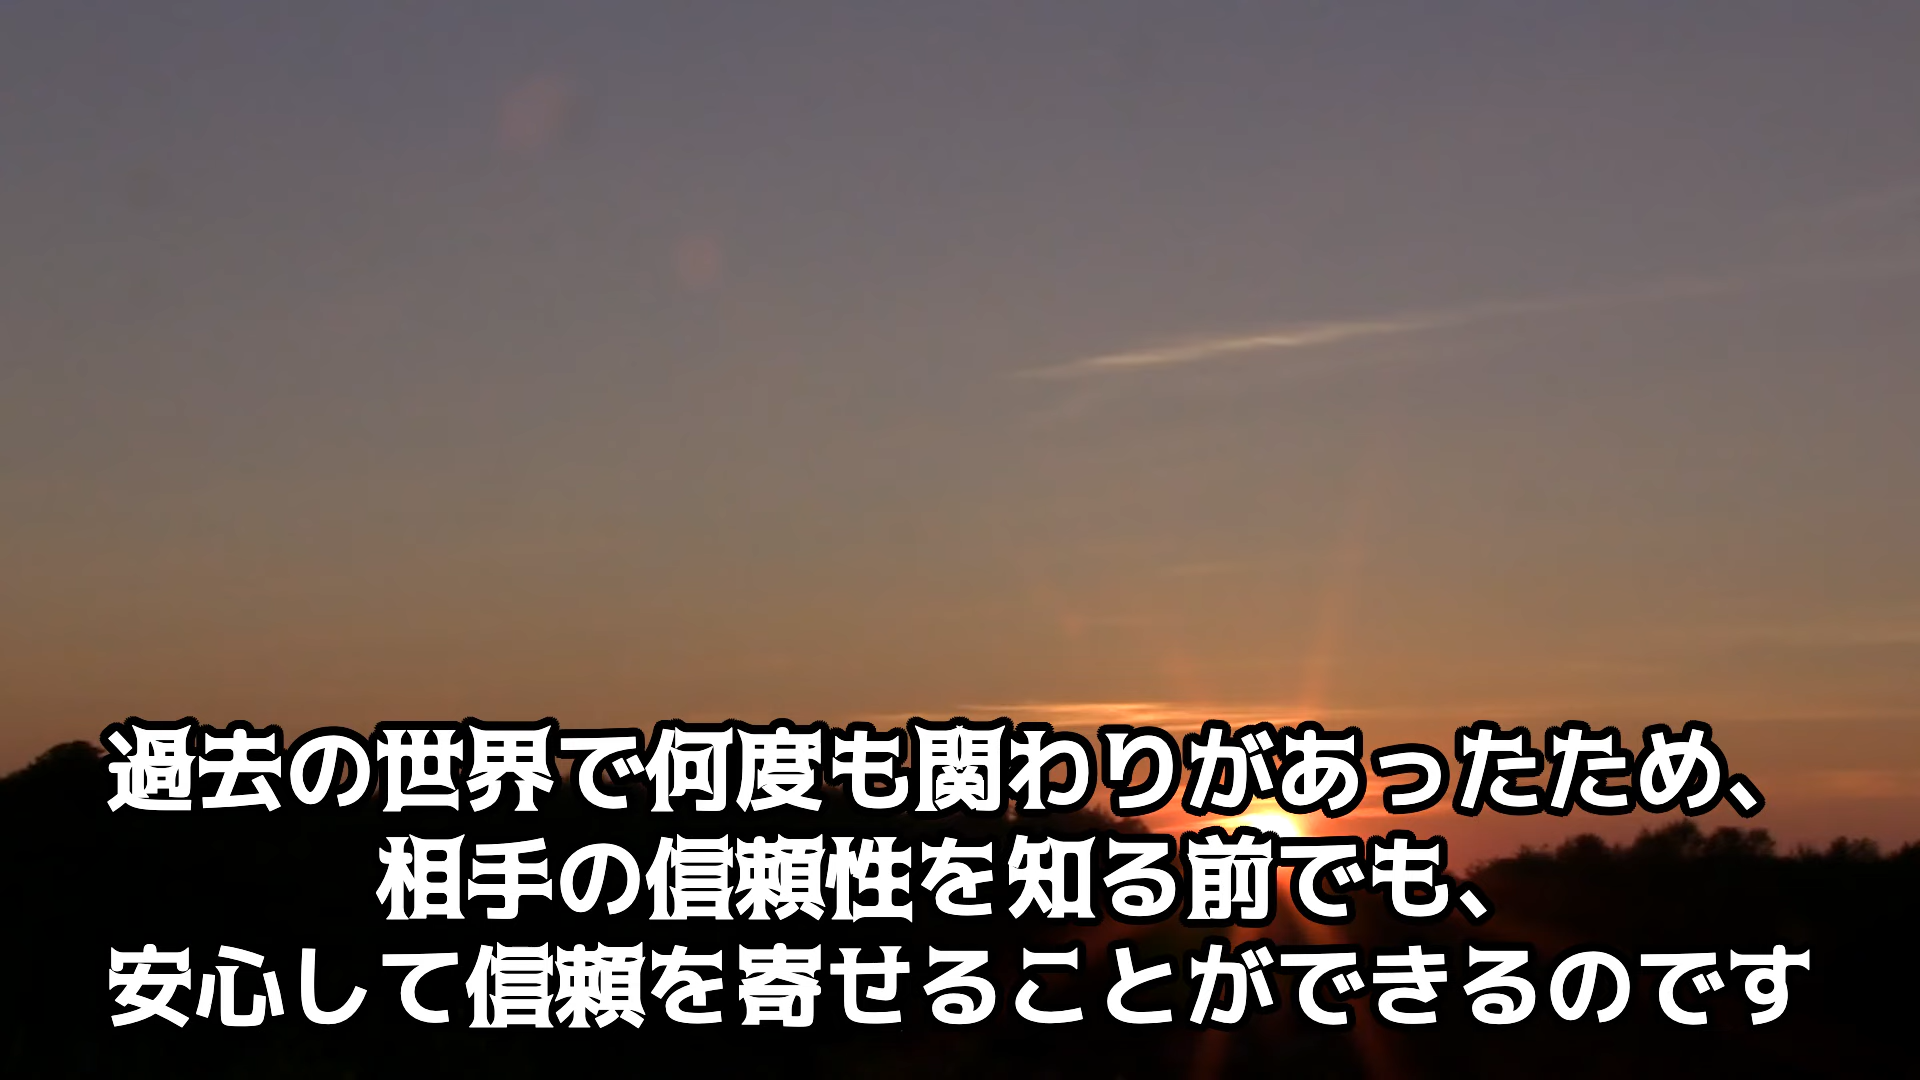 過去の世界で何度も関わりがあったため、
相手の信頼性を知る前でも、
安心して信頼を寄せることができるのです